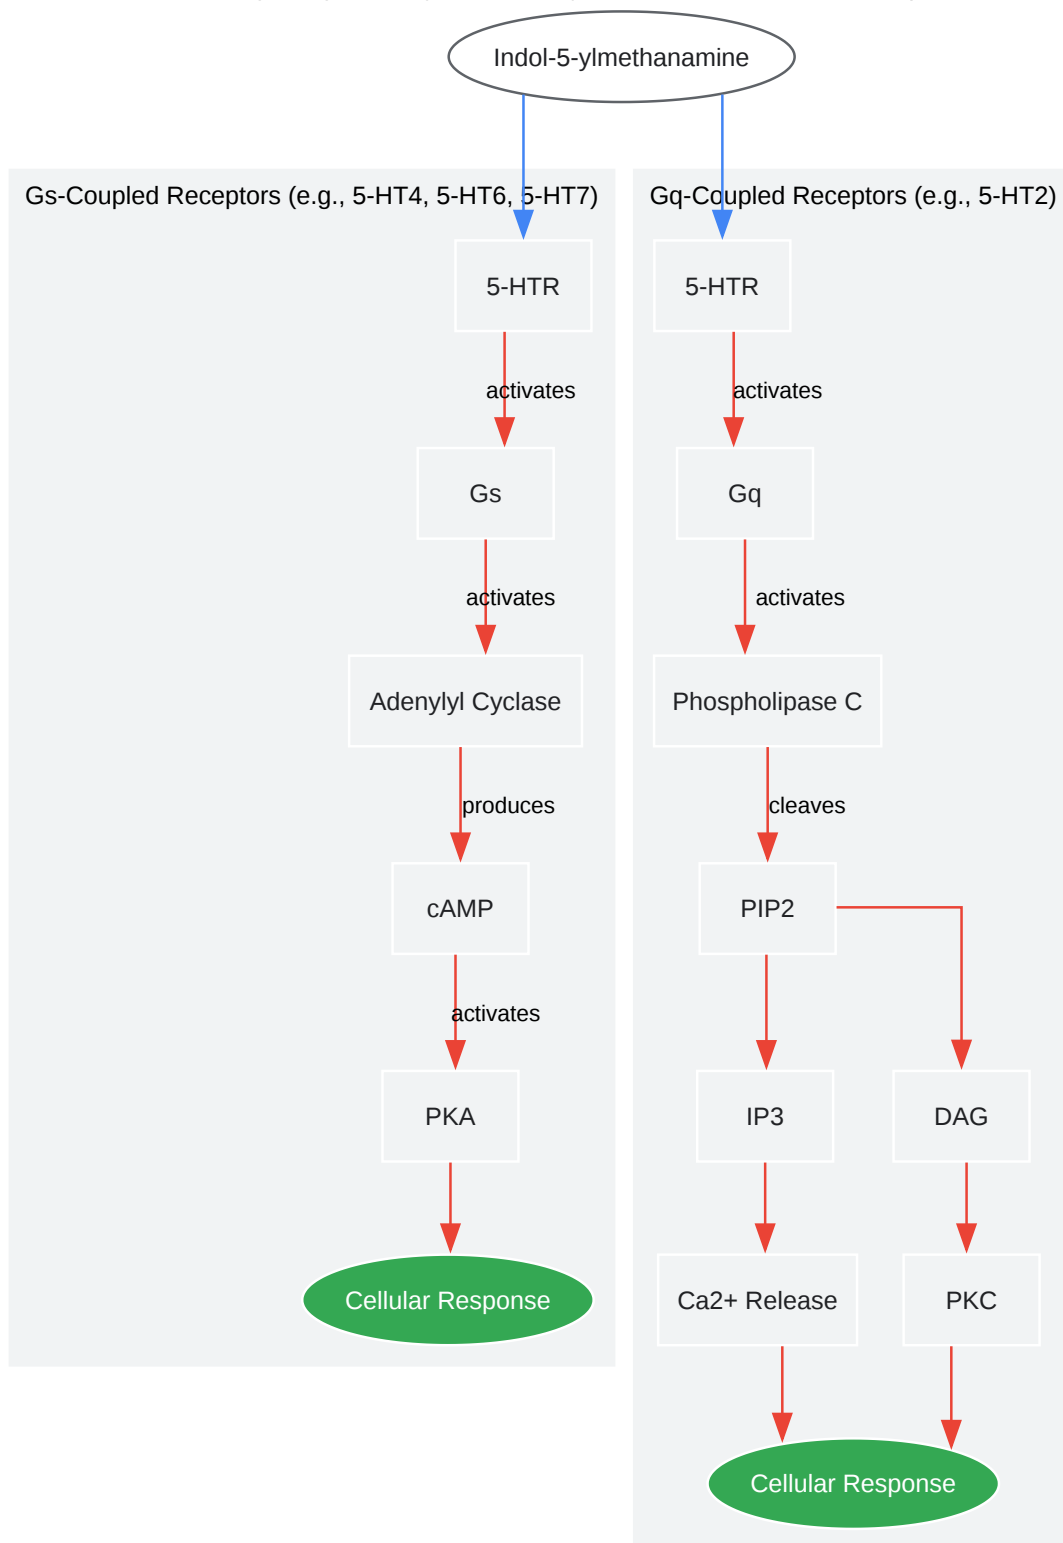 Indol-5-ylmethanamine
Gs-Coupled Receptors (e.g., 5-HT4, 5-HT6, 5-HT7)
5-HTR
activates
Gs
activates
Adenylyl Cyclase
produces
cAMP
activates
PKA
Cellular Response
Gq-Coupled Receptors (e.g., 5-HT2)
5-HTR
activates
Gq
activates
Phospholipase C
cleaves
PIP2
IP3
DAG
Ca2+ Release
PKC
Cellular Response